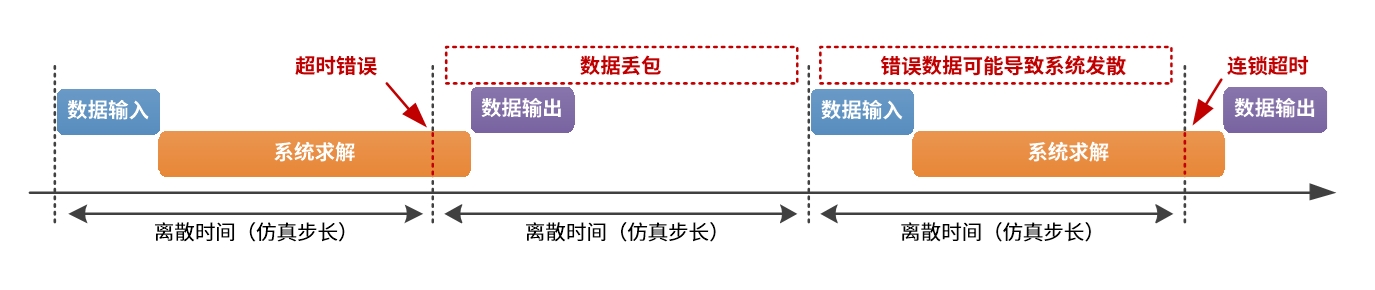 超时错误
数据丢包
错误数据可能导致系统发散
连锁超时
数据输入
数据输出
数据输入
数据输出
系统求解
系统求解
离散时间（仿真步长）
离散时间（仿真步长）
离散时间（仿真步长）